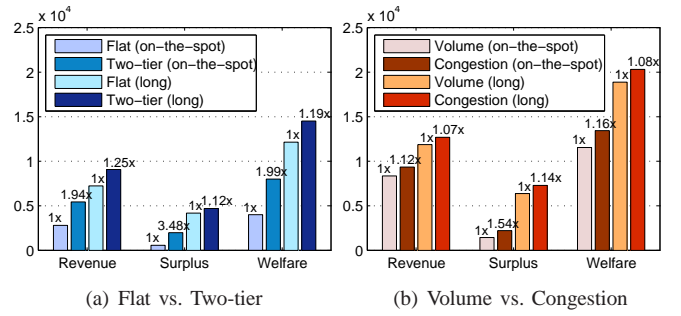 x 10⁴
2.5
2
1.5
1
0.5
0
Flat (on−the−spot)
Two−tier (on−the−spot)
Flat (long)
Two−tier (long)
1x
1.94x
1x
1.25x
1x
3.48x
1x
1.12x
1x
1.99x
1x
1.19x
Revenue Surplus Welfare
(a) Flat vs. Two-tier
x 10⁴
2.5
2
1.5
1
0.5
0
Volume (on−the−spot)
Congestion (on−the−spot)
Volume (long)
Congestion (long)
1x
1.12x
1x
1.07x
1x
1.54x
1x
1.14x
1x
1.16x
1x
1.08x
Revenue Surplus Welfare
(b) Volume vs. Congestion